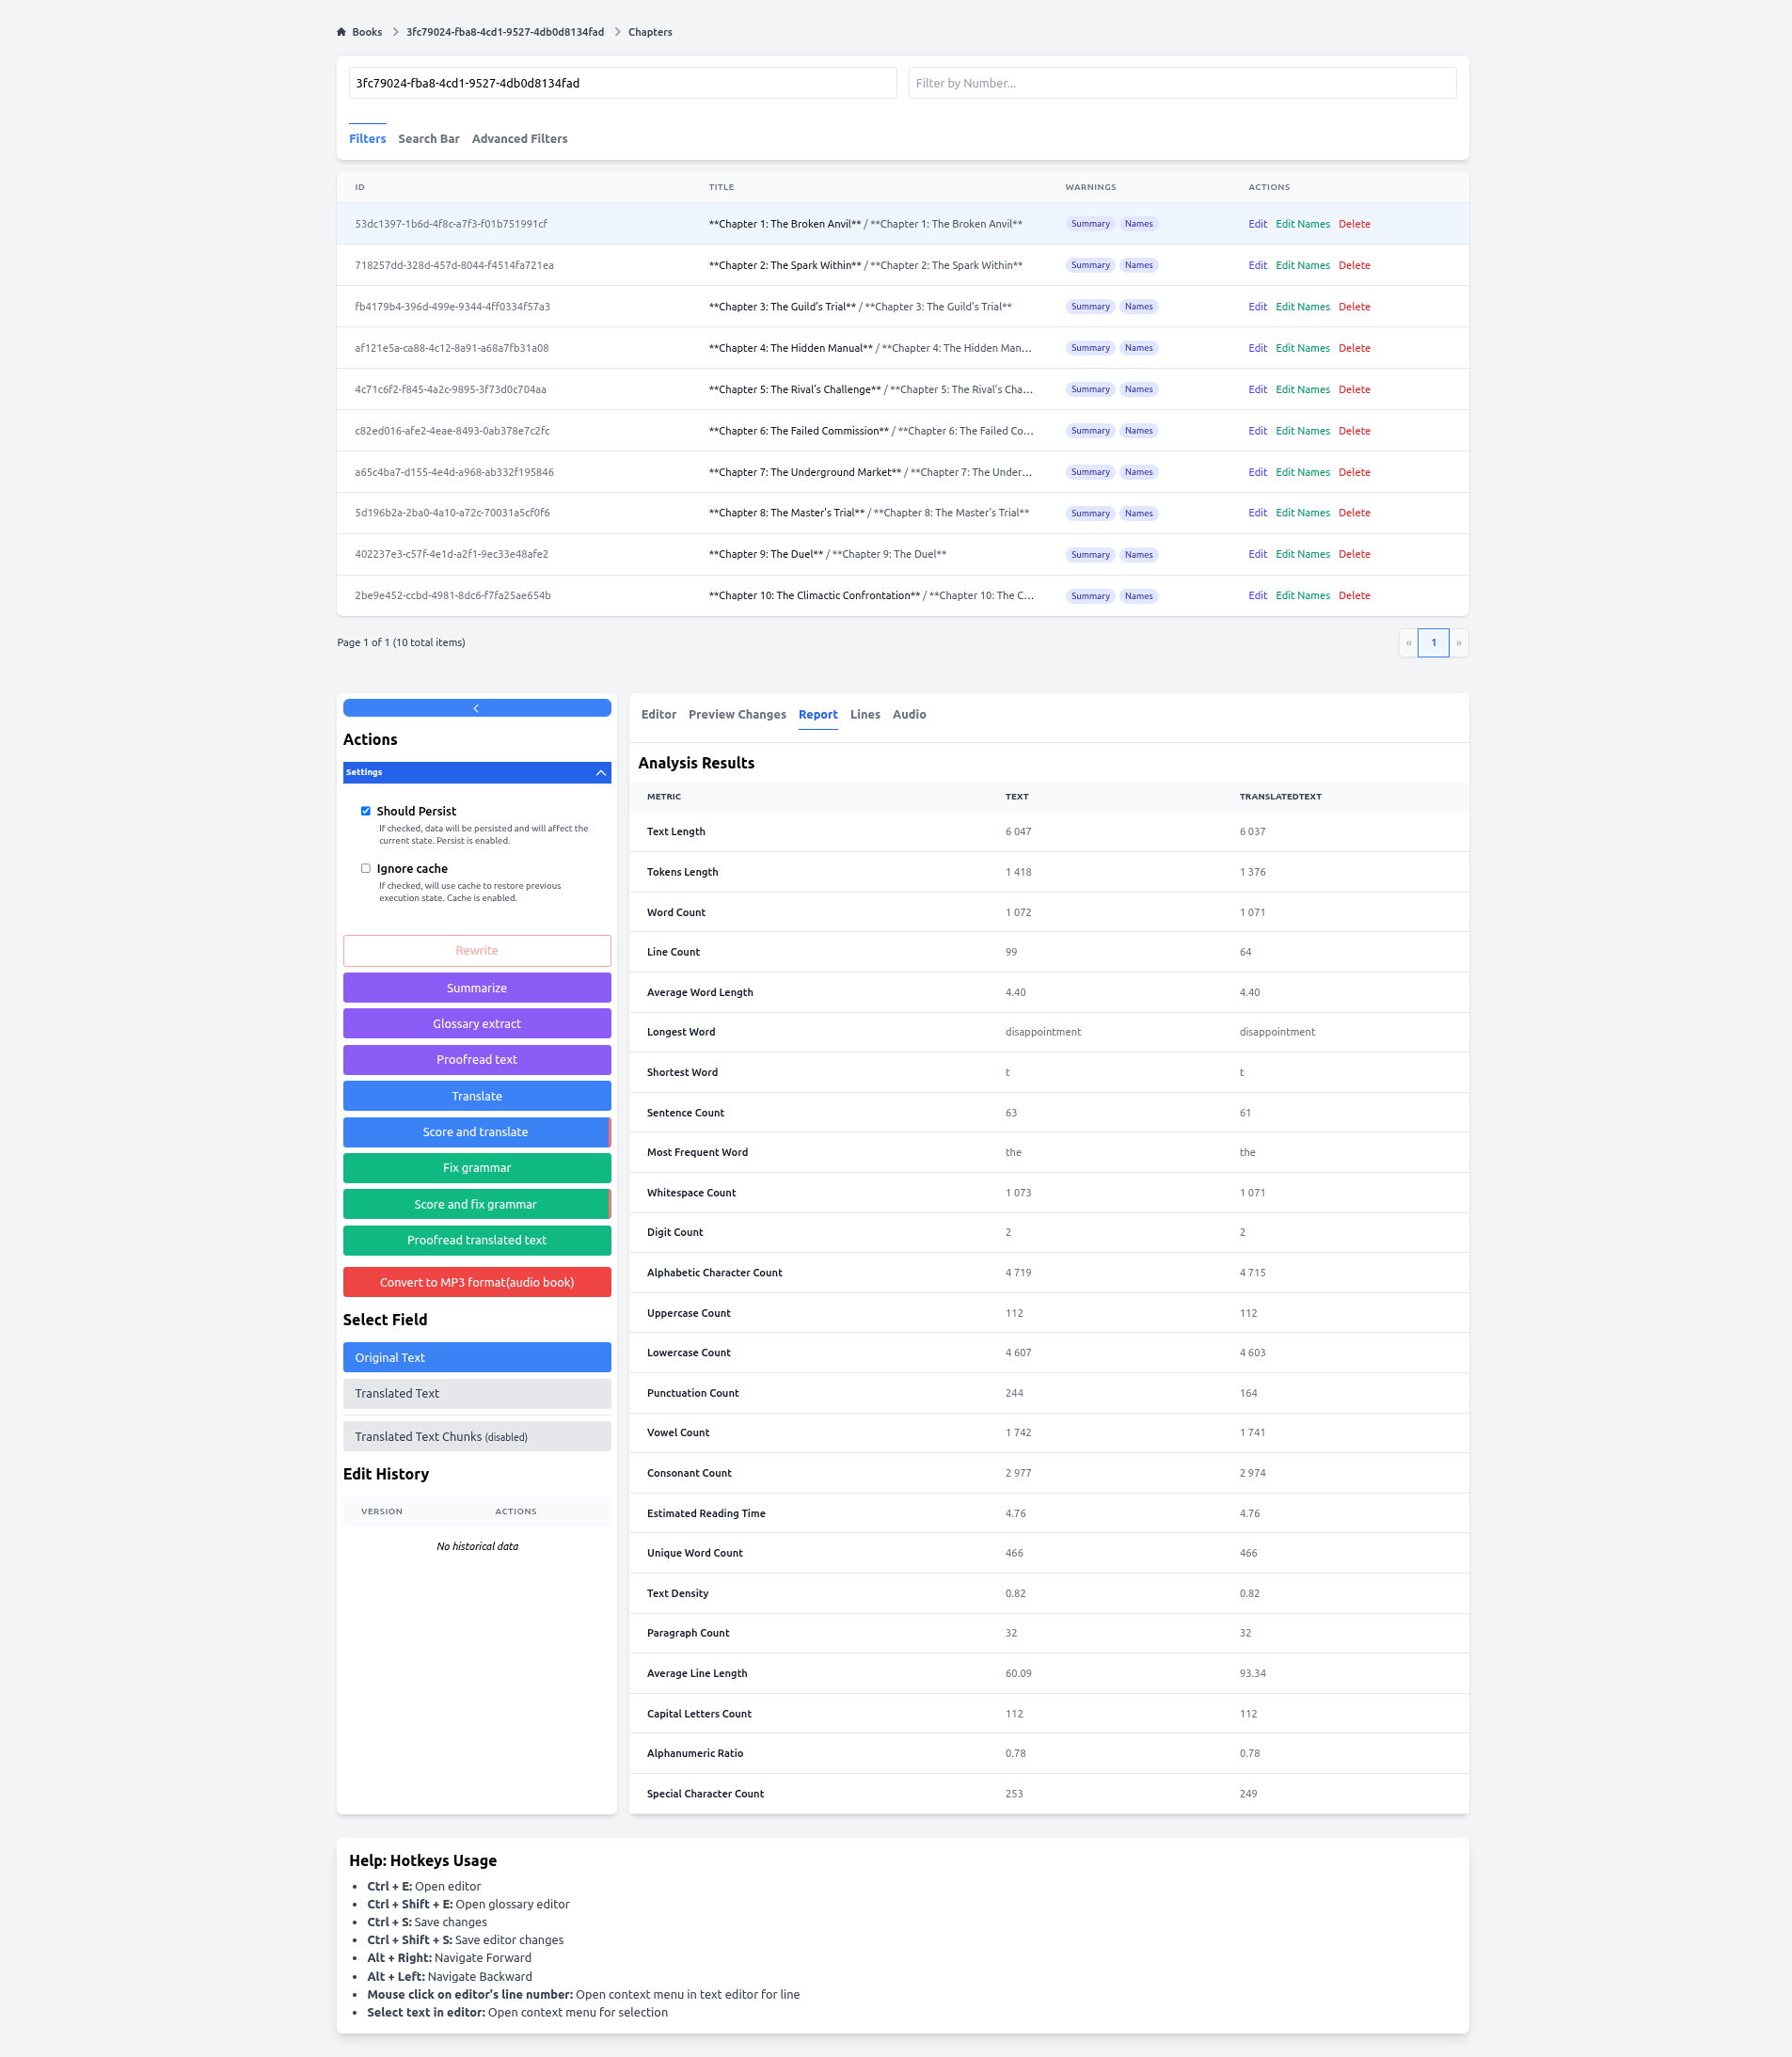 Books > 3fc79024-fba8-4cd1-9527-4db0d8134fad > Chapters
3fc79024-fba8-4cd1-9527-4db0d8134fad Filter by Number...
Filters Search Bar Advanced Filters
ID TITLE WARNINGS ACTIONS
53dc1397-1b6d-4f8c-a7f3-f01b751991cf **Chapter 1: The Broken Anvil** / **Chapter 1: The Broken Anvil** Summary Names Edit Edit Names Delete
718257dd-328d-457d-8044-f4514fa721ea **Chapter 2: The Spark Within** / **Chapter 2: The Spark Within** Summary Names Edit Edit Names Delete
fb4179b4-396d-499e-9344-4ff0334f57a3 **Chapter 3: The Guild's Trial** / **Chapter 3: The Guild's Trial** Summary Names Edit Edit Names Delete
af121e5a-ca88-4c12-8a91-a68a7fb31a08 **Chapter 4: The Hidden Manual** / **Chapter 4: The Hidden Man... Summary Names Edit Edit Names Delete
4c71c6f2-f845-4a2c-9895-3f73d0c704aa **Chapter 5: The Rival's Challenge** / **Chapter 5: The Rival's Cha... Summary Names Edit Edit Names Delete
c82ed016-afe2-4eae-8493-0ab378e7c2fc **Chapter 6: The Failed Commission** / **Chapter 6: The Failed Co... Summary Names Edit Edit Names Delete
a65c4ba7-d155-4e4d-a968-ab332f195846 **Chapter 7: The Underground Market** / **Chapter 7: The Under... Summary Names Edit Edit Names Delete
5d196b2a-2ba0-4a10-a72c-70031a5cf0f6 **Chapter 8: The Master's Trial** / **Chapter 8: The Master's Trial** Summary Names Edit Edit Names Delete
402237e3-c57f-4e1d-a2f1-9ec33e48afe2 **Chapter 9: The Duel** / **Chapter 9: The Duel** Summary Names Edit Edit Names Delete
2be9e452-ccbd-4981-8dc6-f7fa25ae654b **Chapter 10: The Climactic Confrontation** / **Chapter 10: The C... Summary Names Edit Edit Names Delete
Page 1 of 1 (10 total items) « 1 »
Actions
Settings
Should Persist
If checked, data will be persisted and will affect the
current state. Persist is enabled.
Ignore cache
If checked, will use cache to restore previous
execution state. Cache is enabled.
Rewrite
Summarize
Glossary extract
Proofread text
Translate
Score and translate
Fix grammar
Score and fix grammar
Proofread translated text
Convert to MP3 format(audio book)
Select Field
Original Text
Translated Text
Translated Text Chunks (disabled)
Edit History
VERSION ACTIONS
No historical data
Editor Preview Changes Report Lines Audio
Analysis Results
METRIC TEXT TRANSLATEDTEXT
Text Length 6 047 6 037
Tokens Length 1 418 1 376
Word Count 1 072 1 071
Line Count 99 64
Average Word Length 4.40 4.40
Longest Word disappointment disappointment
Shortest Word t t
Sentence Count 63 61
Most Frequent Word the the
Whitespace Count 1 073 1 071
Digit Count 2 2
Alphabetic Character Count 4 719 4 715
Uppercase Count 112 112
Lowercase Count 4 607 4 603
Punctuation Count 244 164
Vowel Count 1 742 1 741
Consonant Count 2 977 2 974
Estimated Reading Time 4.76 4.76
Unique Word Count 466 466
Text Density 0.82 0.82
Paragraph Count 32 32
Average Line Length 60.09 93.34
Capital Letters Count 112 112
Alphanumeric Ratio 0.78 0.78
Special Character Count 253 249
Help: Hotkeys Usage
• Ctrl + E: Open editor
• Ctrl + Shift + E: Open glossary editor
• Ctrl + S: Save changes
• Ctrl + Shift + S: Save editor changes
• Alt + Right: Navigate Forward
• Alt + Left: Navigate Backward
• Mouse click on editor's line number: Open context menu in text editor for line
• Select text in editor: Open context menu for selection